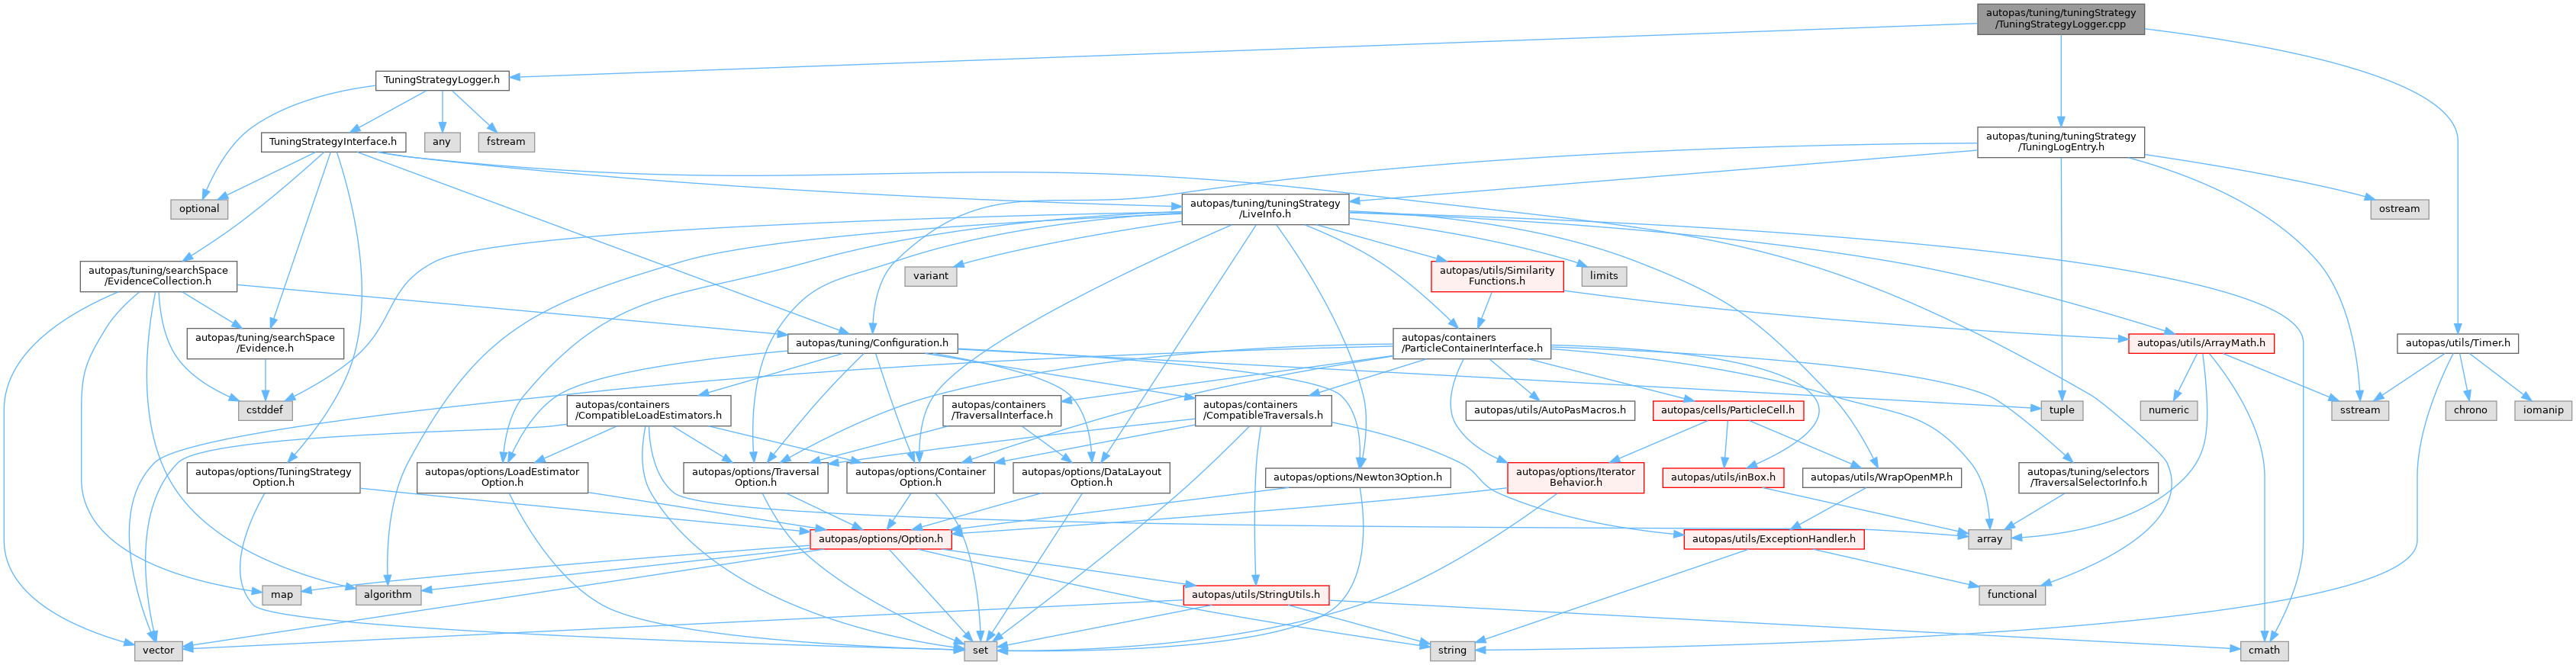 autopas/tuning/tuningStrategy
/TuningStrategyLogger.cpp
TuningStrategyLogger.h
TuningStrategyInterface.h
any
fstream
autopas/tuning/tuningStrategy
/TuningLogEntry.h
optional
autopas/tuning/tuningStrategy
/LiveInfo.h
ostream
autopas/tuning/searchSpace
/EvidenceCollection.h
variant
autopas/utils/Similarity
Functions.h
limits
autopas/tuning/searchSpace
/Evidence.h
autopas/tuning/Configuration.h
autopas/containers
/ParticleContainerInterface.h
autopas/utils/ArrayMath.h
autopas/utils/Timer.h
cstddef
autopas/containers
/CompatibleLoadEstimators.h
autopas/containers
/TraversalInterface.h
autopas/containers
/CompatibleTraversals.h
autopas/utils/AutoPasMacros.h
autopas/cells/ParticleCell.h
tuple
numeric
sstream
chrono
iomanip
autopas/options/TuningStrategy
Option.h
autopas/options/LoadEstimator
Option.h
autopas/options/Traversal
Option.h
autopas/options/Container
Option.h
autopas/options/DataLayout
Option.h
autopas/options/Newton3Option.h
autopas/options/Iterator
Behavior.h
autopas/utils/inBox.h
autopas/utils/WrapOpenMP.h
autopas/tuning/selectors
/TraversalSelectorInfo.h
autopas/options/Option.h
autopas/utils/ExceptionHandler.h
array
map
algorithm
autopas/utils/StringUtils.h
functional
vector
set
string
cmath